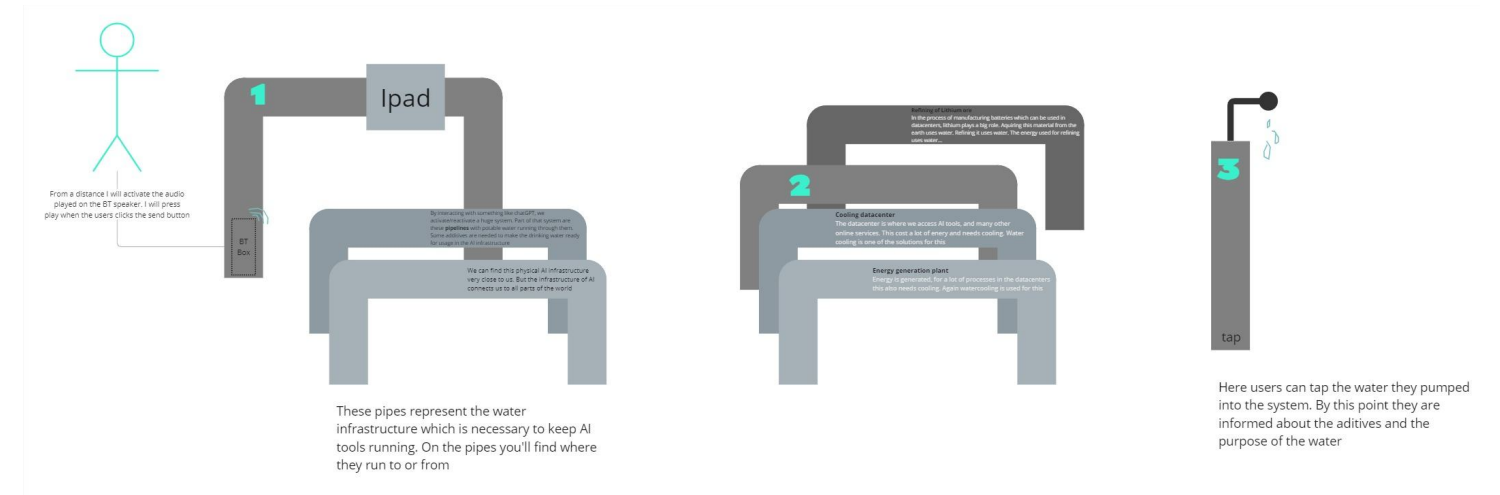 1
Ipad
From a distance I will activate the audio
played on the BT speaker. I will press
play when the users clicks the send button
BT
Box
By interacting with something like chatGPT, we
activatereactivate a huge system. Part of that system are
these pipelines with potable water running through them.
Some additives are needed to make the drinking water ready
for usage in the AI infrastructure
We can find this physical AI infrastructure
very close to us. But the infrastructure of AI
connects us to all parts of the world
These pipes represent the water
infrastructure which is necessary to keep AI
tools running. On the pipes you'll find where
they run to or from
2
Refining of Lithium ore
In the process of manufacturing batteries which can be used in
datacenters, lithium plays a big role. Aquiring this material from the
earth uses water. Refining it uses water. The energy used for refining
uses water...
Cooling datacenter
The datacenter is where we access AI tools, and many other
online services. This cost a lot of enery and needs cooling. Water
cooling is one of the solutions for this
Energy generation plant
Energy is generated, for a lot of processes in the datacenters
this also needs cooling. Again watercooling is used for this
3
tap
Here users can tap the water they pumped
into the system. By this point they are
informed about the aditives and the
purpose of the water